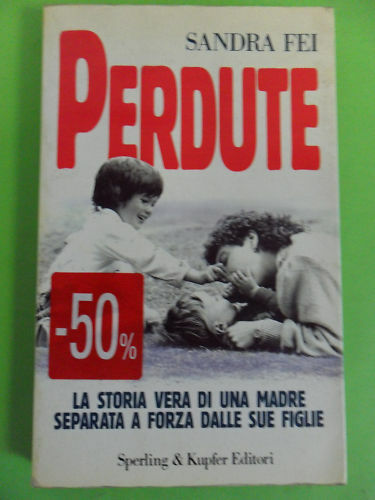 SANDRA FEI
PERDUTE
-50%
LA STORIA VERA DI UNA MADRE
SEPARATA A FORZA DALLE SUE FIGLIE
Sperling & Kupfer Editori